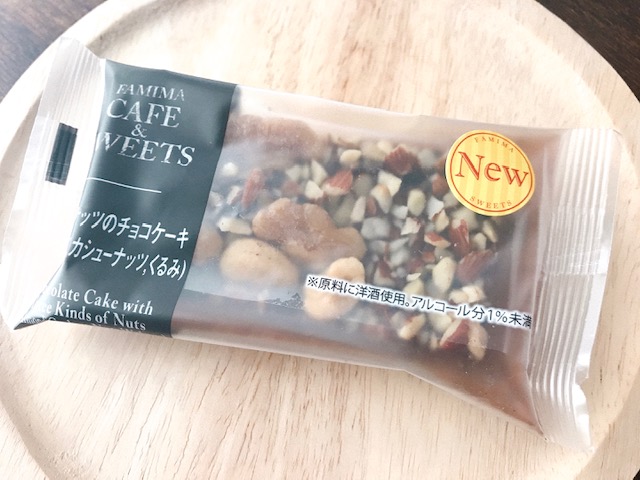 FAMIMA
CAFE
&
WEETS
ッツのチョコケーキ
カシューナッツ,くるみ)
olate Cake with
Kinds of Nuts
FAMIMA
New
SWEETS
※原料に洋酒使用。アルコール分1%未満